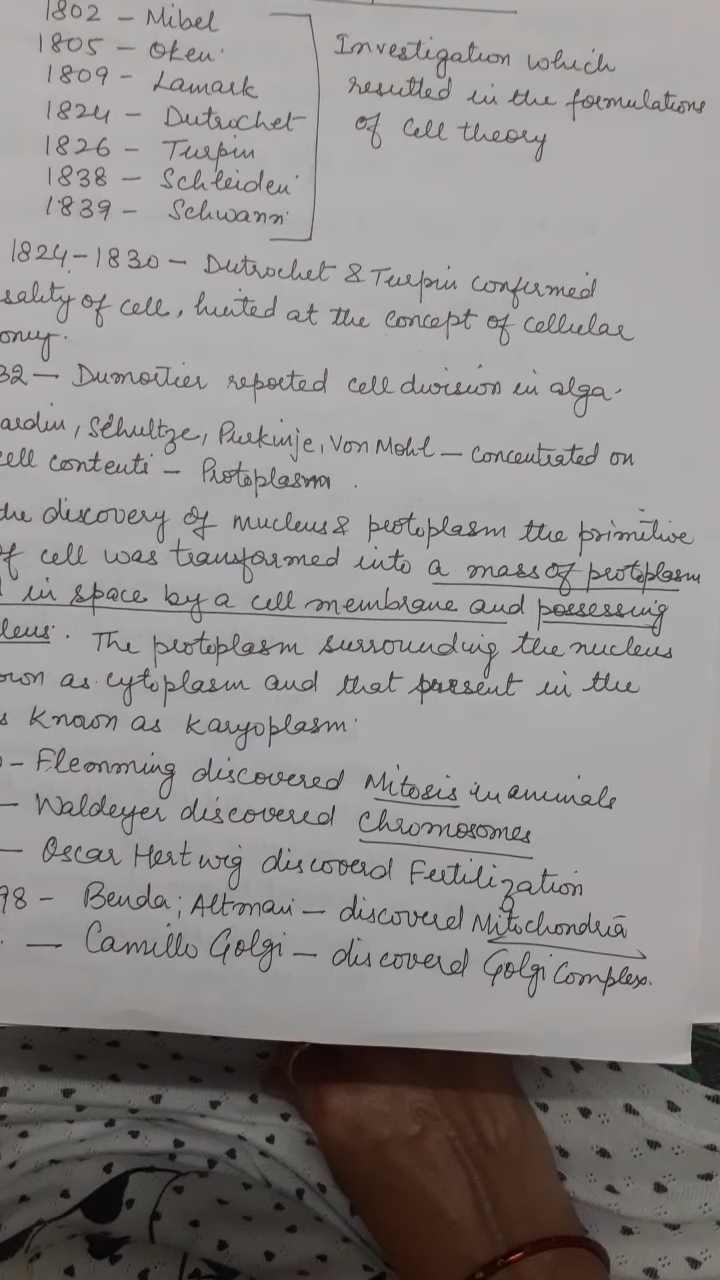 1802 - Mibel
1805 - Oken
1809 - Lamark
1824 - Dutrochet
1826 - Turpin
1838 - Schleiden
1839 - Schwann
Investigation which
resulted in the formulations
of cell theory
1824-1830 - Dutrochet & Turpin confirmed
sality of cell, hinted at the concept of cellular
omy.
32 - Dumortier reported cell division in alga.
ardin, Schultze, Purkinje, Von Mohl - concentrated on
cell contents - Protoplasm.
the discovery of nucleus & protoplasm the primitive
of cell was transformed into a mass of protoplasm
in space by a cell membrane and possessing
leus. The protoplasm surrounding the nucleus
own as cytoplasm and that present in the
s known as karyoplasm.
- Fleonming discovered Mitosis in animals
- Waldeyer discovered Chromosomes
- Oscar Hertwig discoverd Fertilization
98 - Benda; Altman - discovered Mitochondria
- Camillo Golgi - discovered Golgi Complex.